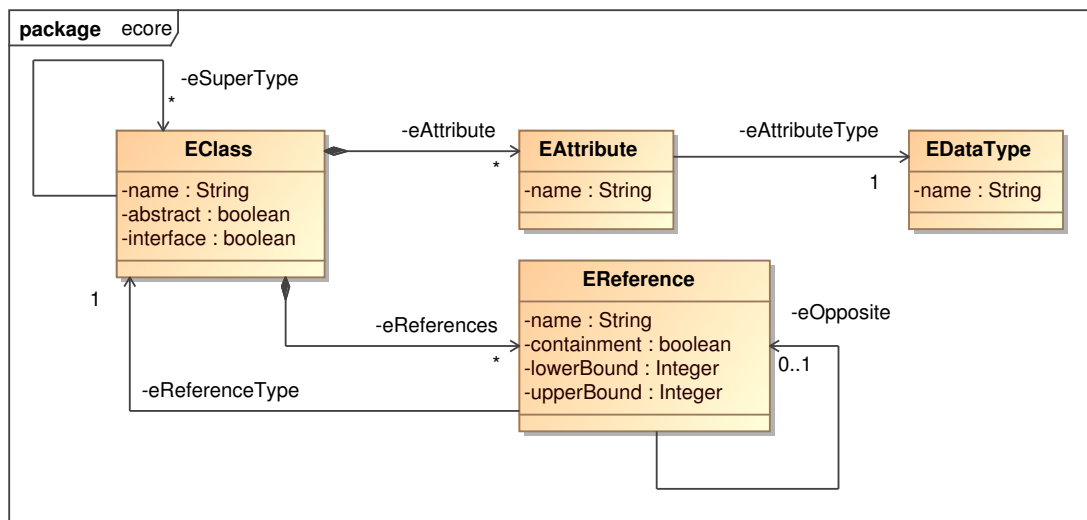 package ecore
-eSuperType
*
EClass
-name : String
-abstract : boolean
-interface : boolean
-eAttribute
*
EAttribute
-name : String
-eAttributeType
1
EDataType
-name : String
1
-eReferences
*
-eReferenceType
EReference
-name : String
-containment : boolean
-lowerBound : Integer
-upperBound : Integer
-eOpposite
0..1